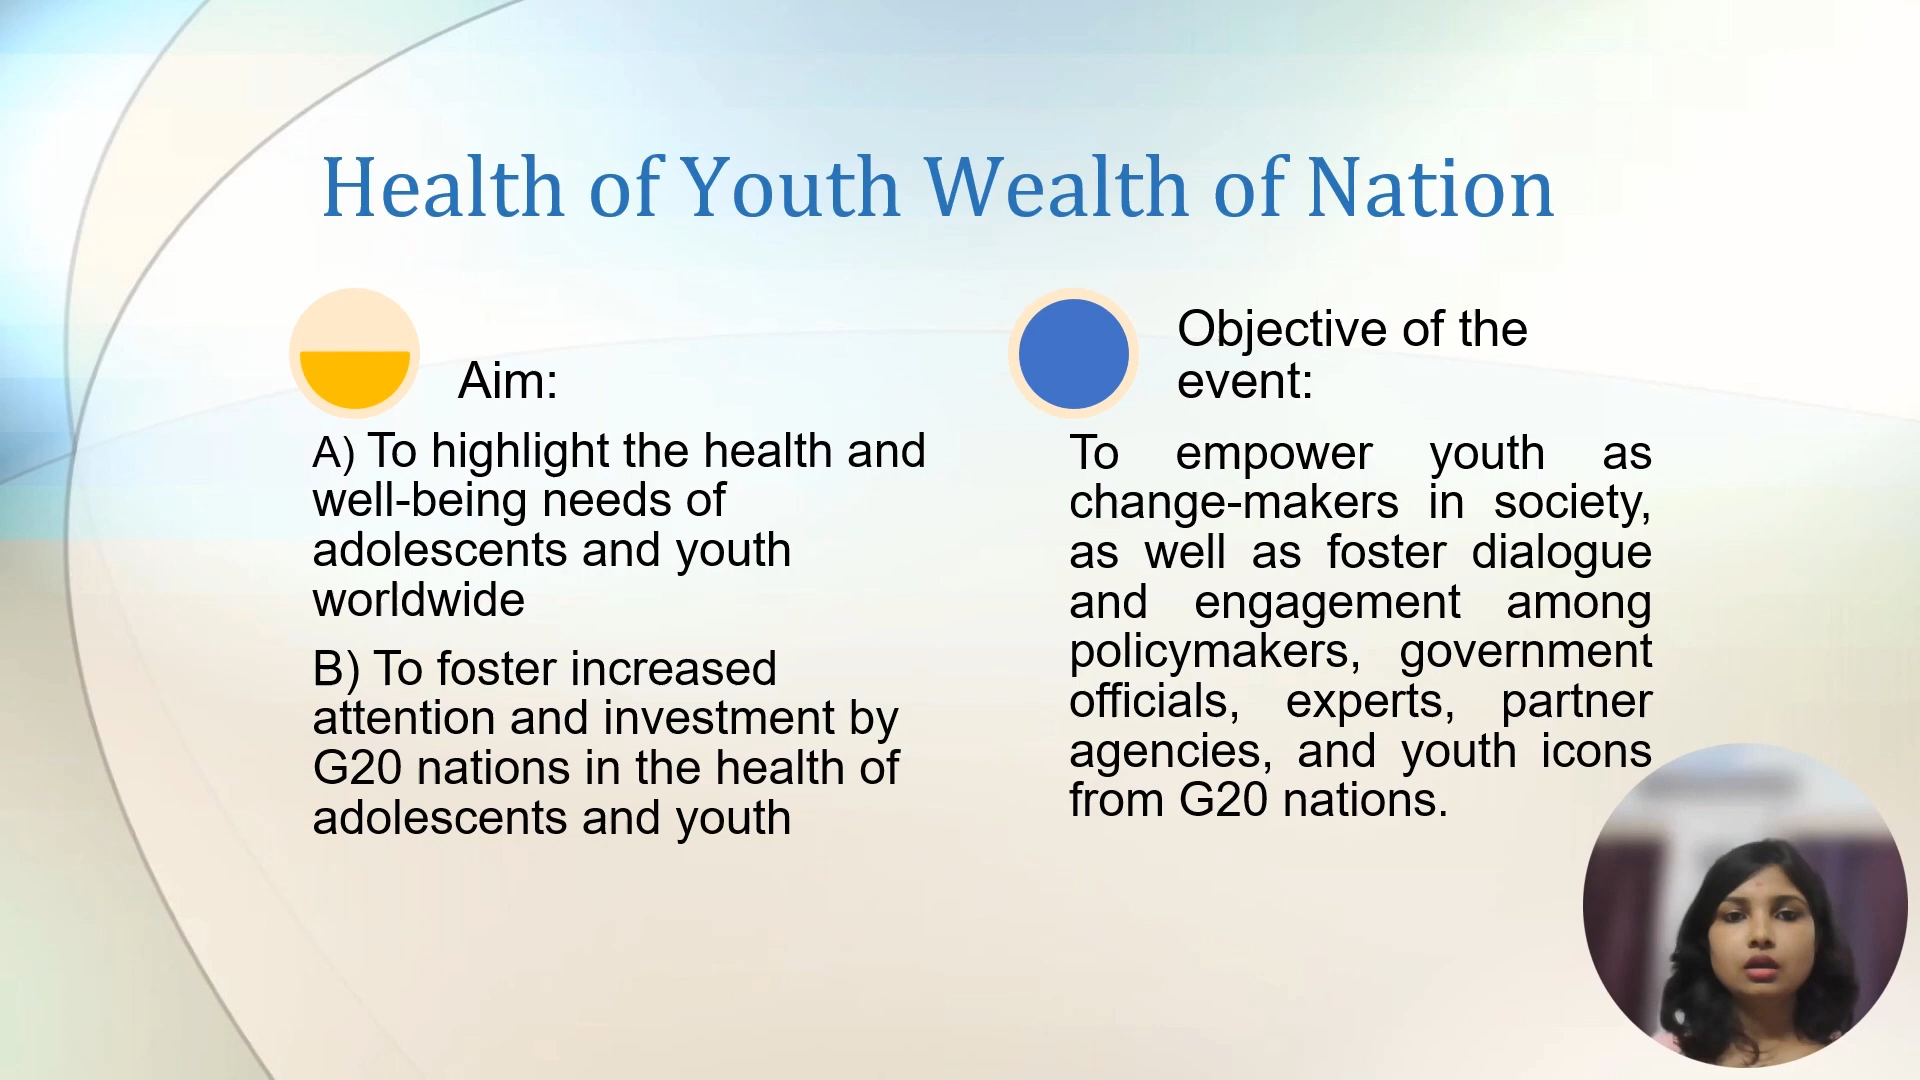 Health of Youth Wealth of Nation
Aim:
A) To highlight the health and
well-being needs of
adolescents and youth
worldwide
B) To foster increased
attention and investment by
G20 nations in the health of
adolescents and youth
Objective of the
event:
To empower youth as
change-makers in society,
as well as foster dialogue
and engagement among
policymakers, government
officials, experts, partner
agencies, and youth icons
from G20 nations.